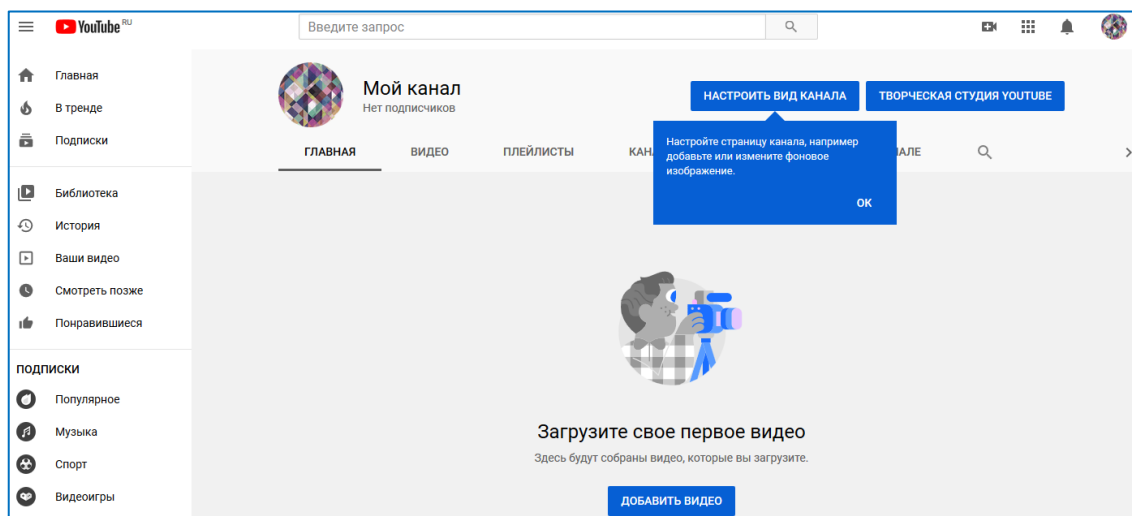 YouTube RU
Введите запрос
Главная
В тренде
Подписки
Библиотека
История
Ваши видео
Смотреть позже
Понравившиеся
ПОДПИСКИ
Популярное
Музыка
Спорт
Видеоигры
Мой канал
Нет подписчиков
НАСТРОИТЬ ВИД КАНАЛА
ТВОРЧЕСКАЯ СТУДИЯ YOUTUBE
ГЛАВНАЯ
ВИДЕО
ПЛЕЙЛИСТЫ
Настройте страницу канала, например
добавьте или измените фоновое
изображение.
ОК
Загрузите свое первое видео
Здесь будут собраны видео, которые вы загрузите.
ДОБАВИТЬ ВИДЕО